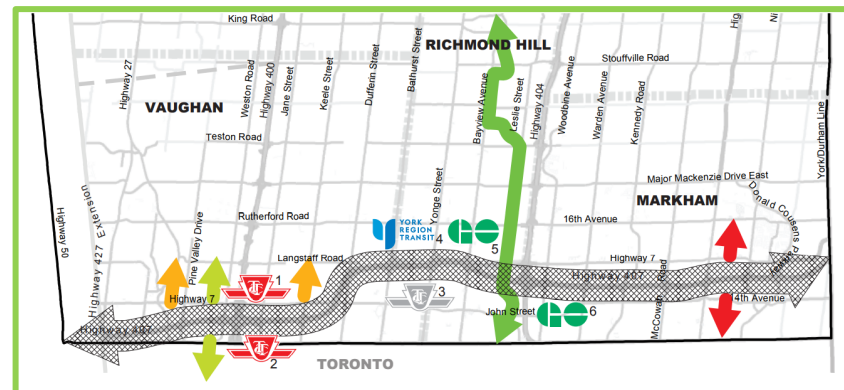 King Road
RICHMOND HILL
Stouffville Road
Highway 27
Weston Road
Highway 400
Jane Street
Keele Street
Dufferin Street
Bathurst Street
Bayview Avenue
Leslie Street
Highway 404
Woodbine Avenue
Warden Avenue
Kennedy Road
York/Durham Line
VAUGHAN
Teston Road
Major Mackenzie Drive East
MARKHAM
Donald Cousens Parkway
Highway 50
Highway 427 Extension
Pine Valley Drive
Rutherford Road
Yonge Street
16th Avenue
YORK
REGION
TRANSIT
4
GO
5
Langstaff Road
Highway 7
Highway 407
McCowan Road
14th Avenue
TTC
1
Highway 7
TTC
3
John Street
GO
6
Highway 407
TTC
2
TORONTO